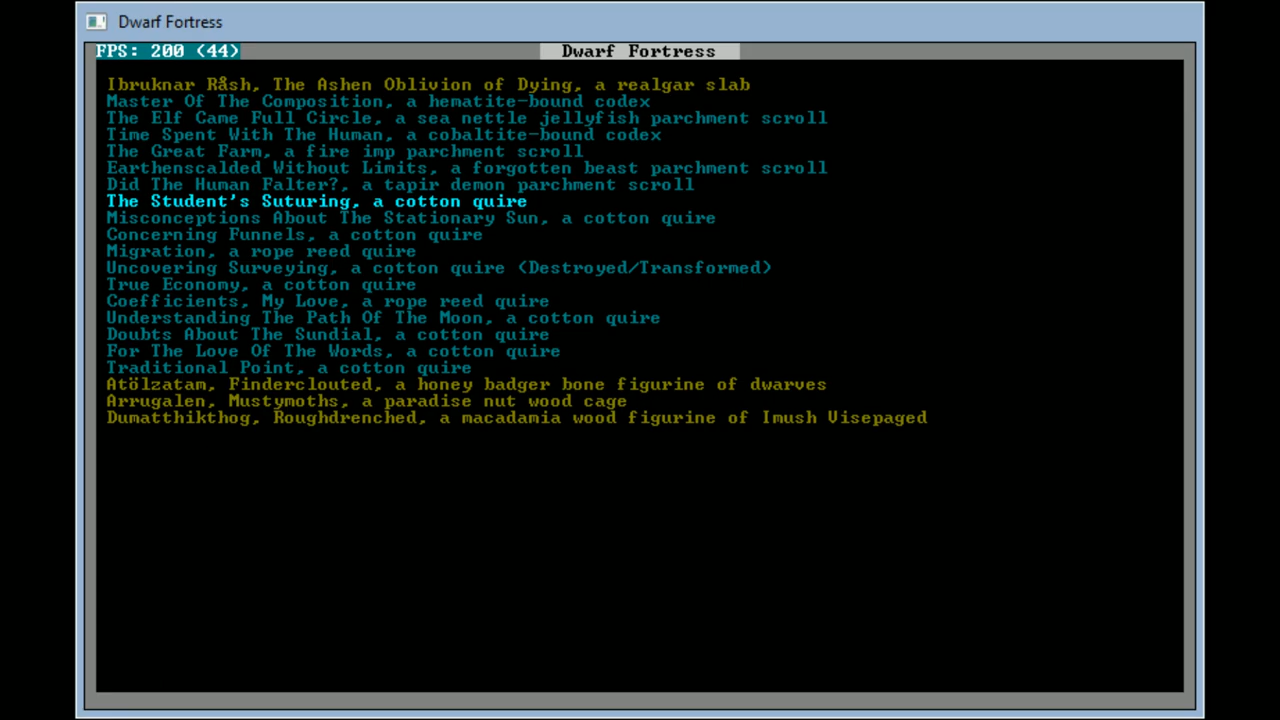 Dwarf Fortress
FPS: 200 (44)
Dwarf Fortress
Ibruknar Råsh, The Ashen Oblivion of Dying, a realgar slab
Master Of The Composition, a hematite-bound codex
The Elf Came Full Circle, a sea nettle jellyfish parchment scroll
Time Spent With The Human, a cobaltite-bound codex
The Great Farm, a fire imp parchment scroll
Earthenscalded Without Limits, a forgotten beast parchment scroll
Did The Human Falter?, a tapir demon parchment scroll
The Student's Suturing, a cotton quire
Misconceptions About The Stationary Sun, a cotton quire
Concerning Funnels, a cotton quire
Migration, a rope reed quire
Uncovering Surveying, a cotton quire (Destroyed/Transformed)
True Economy, a cotton quire
Coefficients, My Love, a rope reed quire
Understanding The Path Of The Moon, a cotton quire
Doubts About The Sundial, a cotton quire
For The Love Of The Words, a cotton quire
Traditional Point, a cotton quire
Atölzatam, Finderclouted, a honey badger bone figurine of dwarves
Arrugalen, Mustymoths, a paradise nut wood cage
Dumatthikthog, Roughdrenched, a macadamia wood figurine of Imush Visepaged